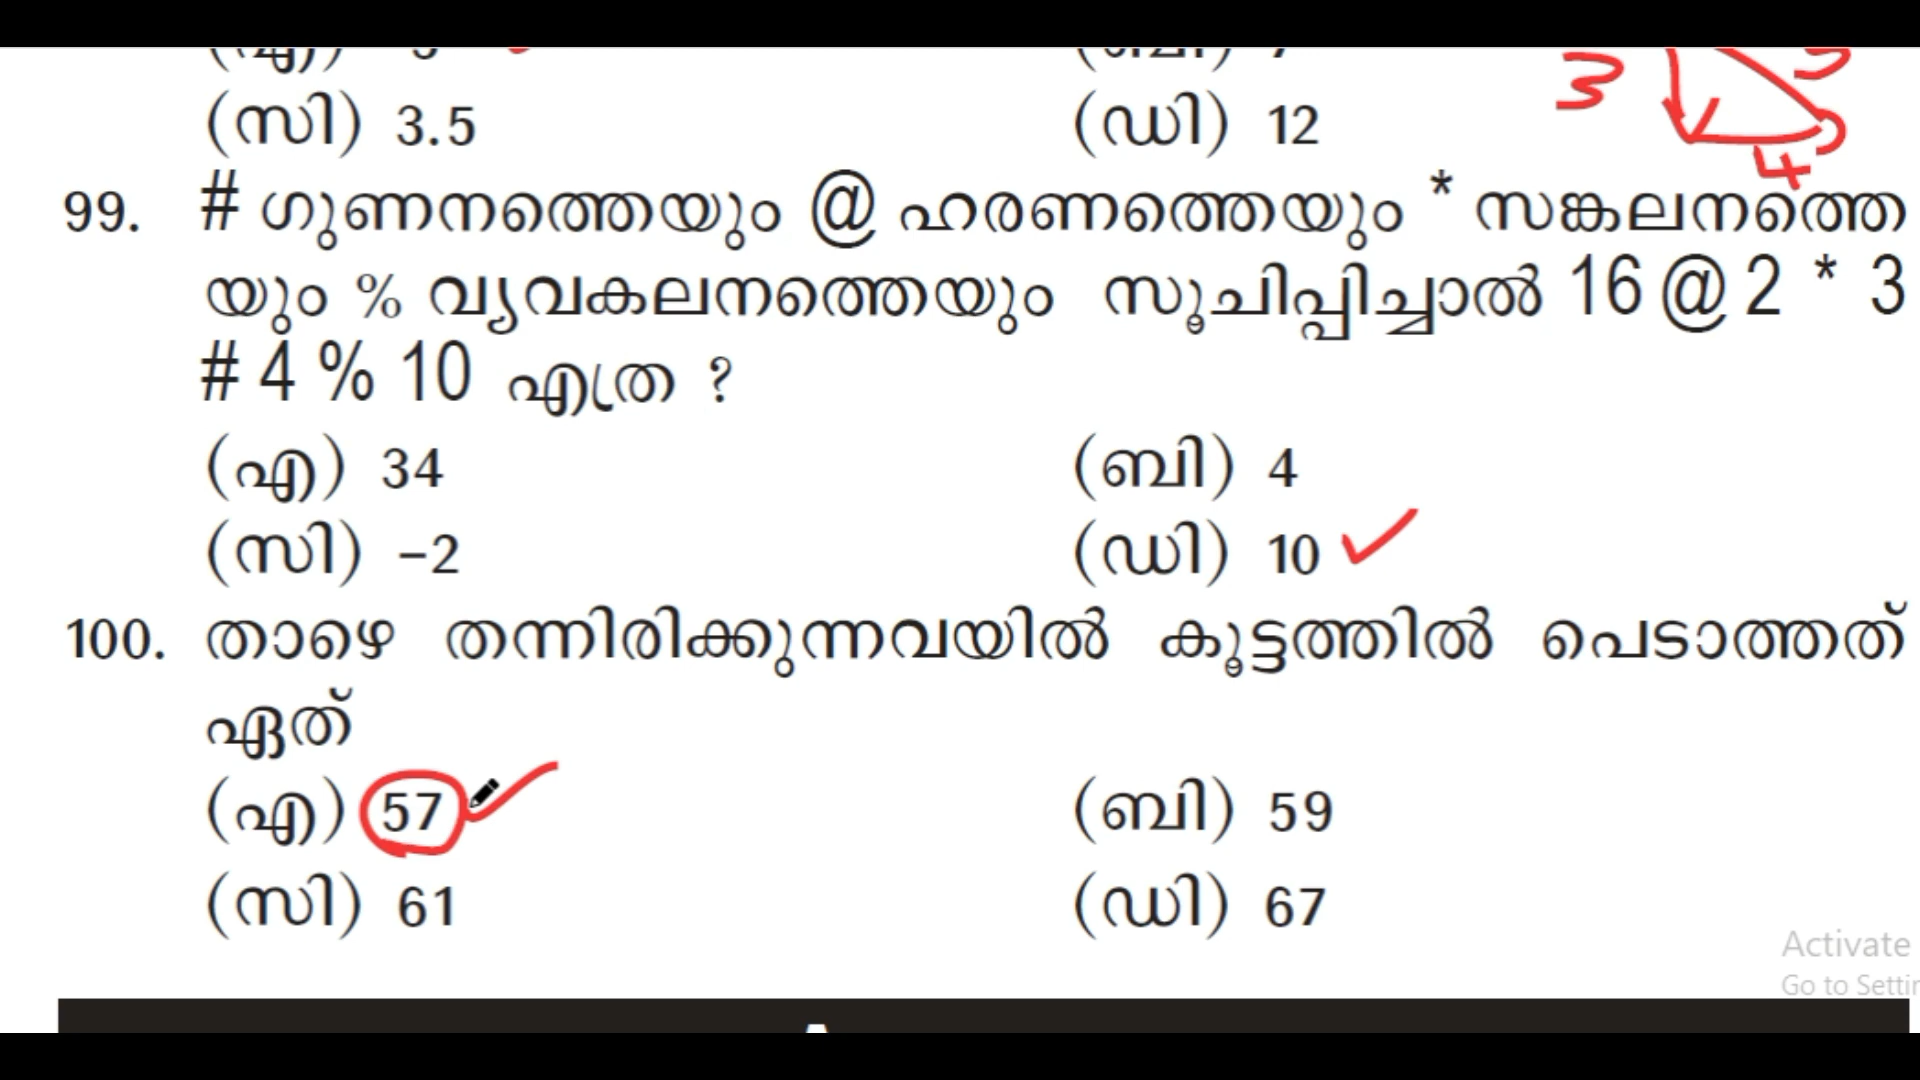 (സി) 3.5 (ഡി) 12
3
4
99. # ഗുണനത്തെയും @ ഹരണത്തെയും * സങ്കലനത്തെ
യും % വ്യവകലനത്തെയും സൂചിപ്പിച്ചാൽ 16 @ 2 * 3
# 4 % 10 എത്ര ?
(എ) 34 (ബി) 4
(സി) –2 (ഡി) 10
100. താഴെ തന്നിരിക്കുന്നവയിൽ കൂട്ടത്തിൽ പെടാത്തത്
ഏത്
(എ) 57 (ബി) 59
(സി) 61 (ഡി) 67
Activate
Go to Settin